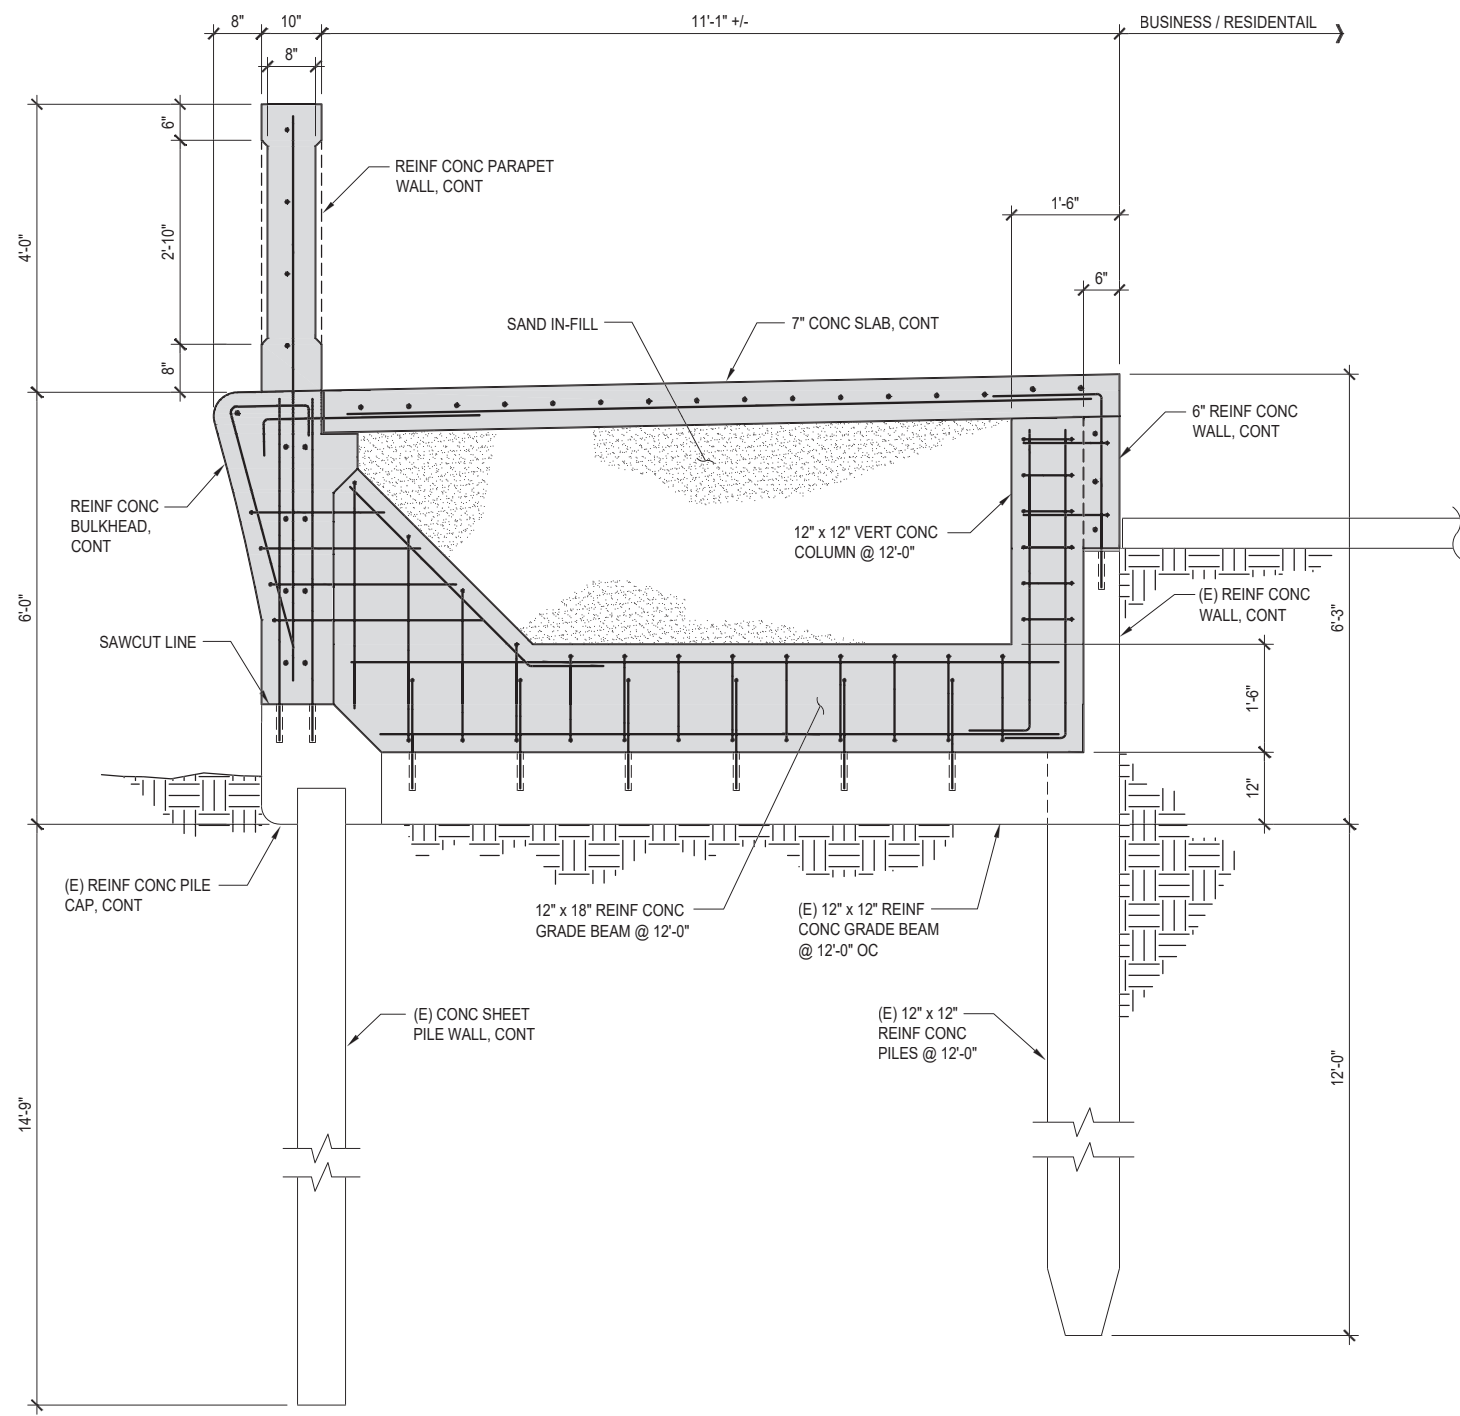 8" 10" 11'-1" +/- BUSINESS / RESIDENTAIL
8"
6"
REINF CONC PARAPET
WALL, CONT
1'-6"
4'-0"
2'-10"
6"
SAND IN-FILL
7" CONC SLAB, CONT
8"
6" REINF CONC
WALL, CONT
REINF CONC
BULKHEAD,
CONT
12" x 12" VERT CONC
COLUMN @ 12'-0"
(E) REINF CONC
WALL, CONT
6'-0"
6'-3"
SAWCUT LINE
1'-6"
12"
(E) REINF CONC PILE
CAP, CONT
12" x 18" REINF CONC
GRADE BEAM @ 12'-0"
(E) 12" x 12" REINF
CONC GRADE BEAM
@ 12'-0" OC
(E) CONC SHEET
PILE WALL, CONT
(E) 12" x 12"
REINF CONC
PILES @ 12'-0"
12'-0"
14'-9"